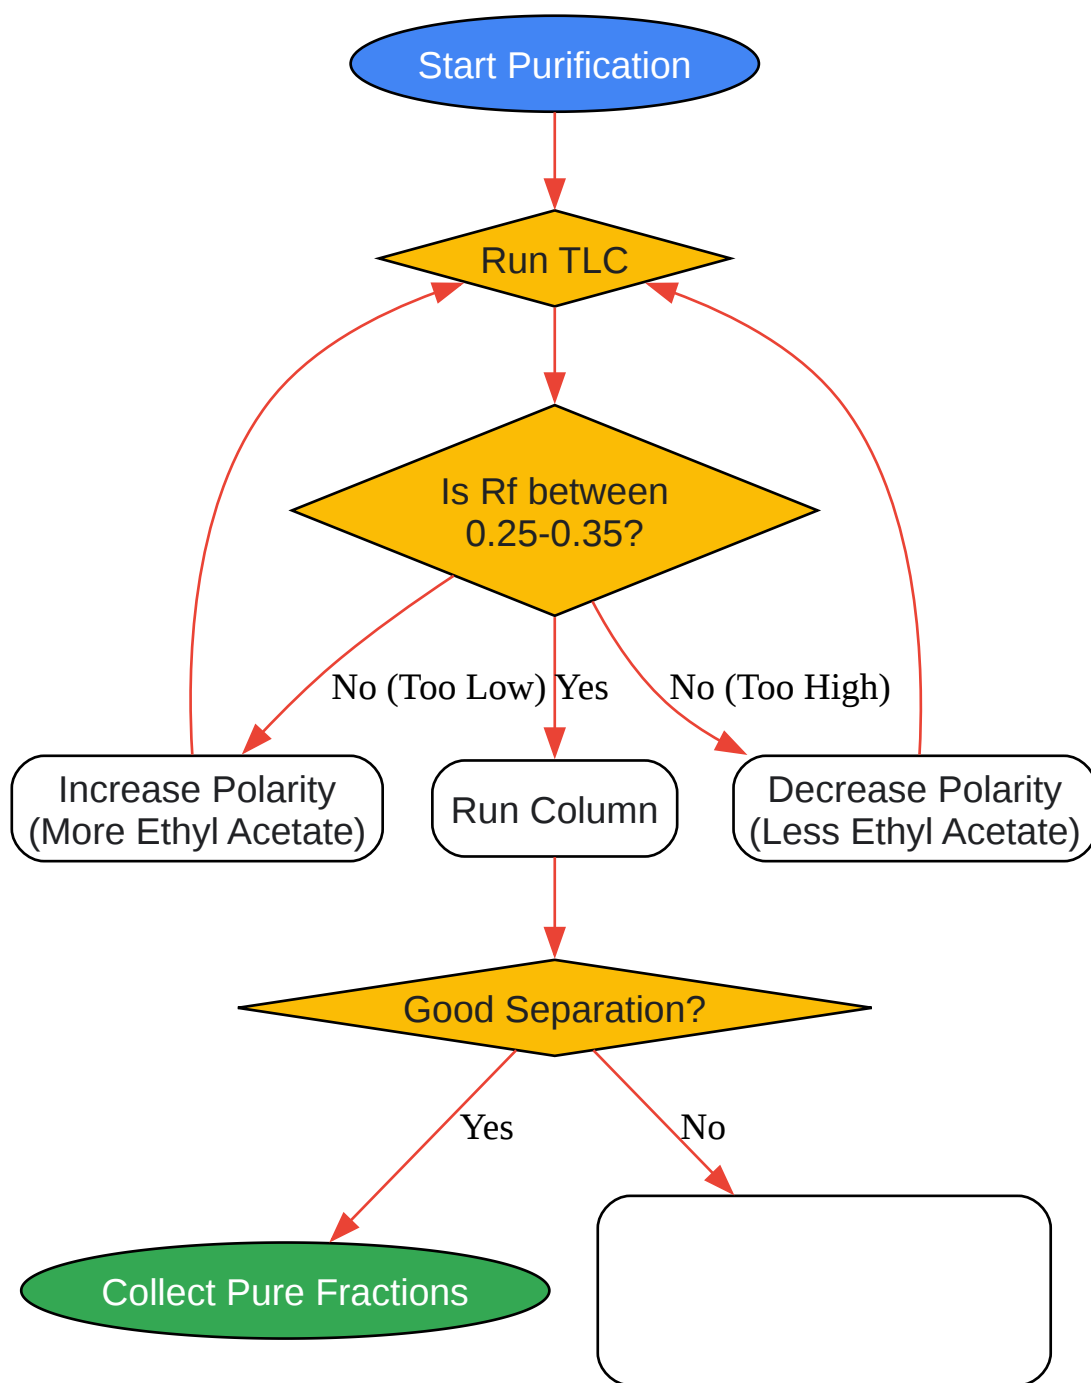 Start Purification
Run TLC
Is Rf between
0.25-0.35?
No (Too Low)
Yes
No (Too High)
Increase Polarity
(More Ethyl Acetate)
Run Column
Decrease Polarity
(Less Ethyl Acetate)
Good Separation?
Yes
No
Collect Pure Fractions